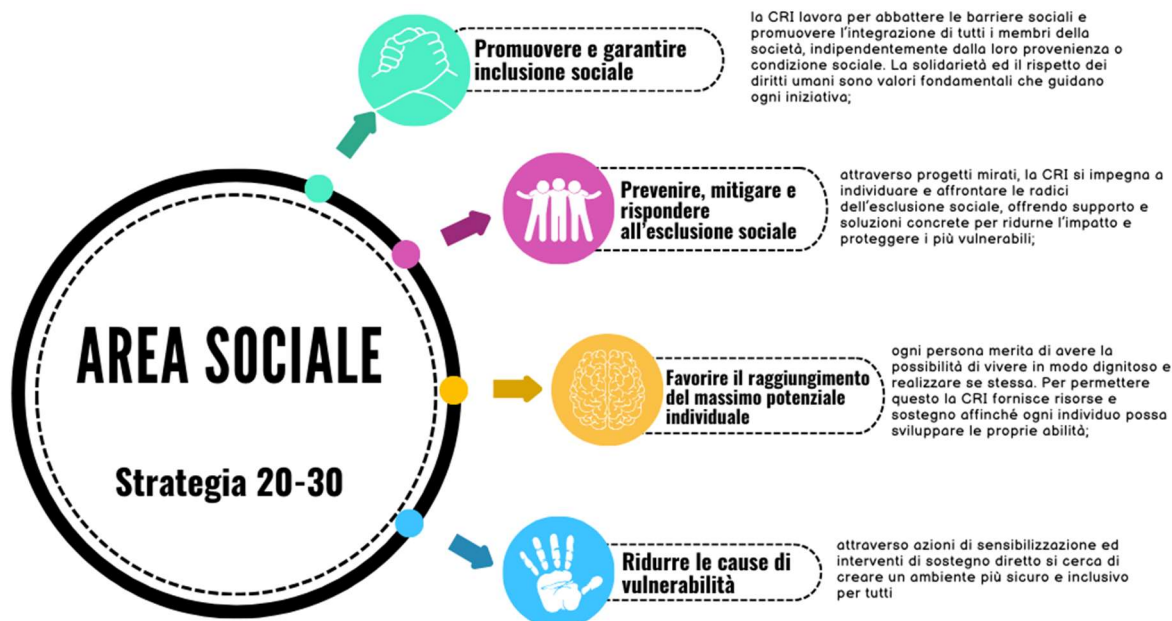 AREA SOCIALE
Strategia 20-30
Promuovere e garantire
inclusione sociale
la CRI lavora per abbattere le barriere sociali e
promuovere l'integrazione di tutti i membri della
società, indipendentemente dalla loro provenienza o
condizione sociale. La solidarietà ed il rispetto dei
diritti umani sono valori fondamentali che guidano
ogni iniziativa;
Prevenire, mitigare e
rispondere
all'esclusione sociale
attraverso progetti mirati, la CRI si impegna a
individuare e affrontare le radici
dell'esclusione sociale, offrendo supporto e
soluzioni concrete per ridurne l'impatto e
proteggere i più vulnerabili;
Favorire il raggiungimento
del massimo potenziale
individuale
ogni persona merita di avere la
possibilità di vivere in modo dignitoso e
realizzare se stessa. Per permettere
questo la CRI fornisce risorse e
sostegno affinché ogni individuo possa
sviluppare le proprie abilità;
Ridurre le cause di
vulnerabilità
attraverso azioni di sensibilizzazione ed
interventi di sostegno diretto si cerca di
creare un ambiente più sicuro e inclusivo
per tutti